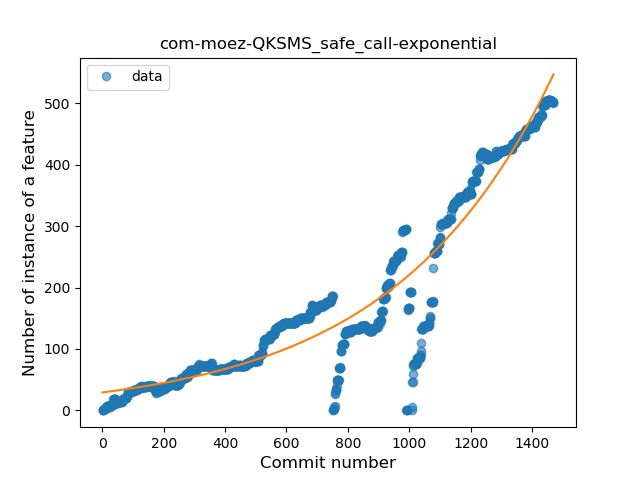 com-moez-QKSMS_safe_call-exponential
data
Number of instance of a feature
500
400
300
200
100
0
0 200 400 600 800 1000 1200 1400
Commit number